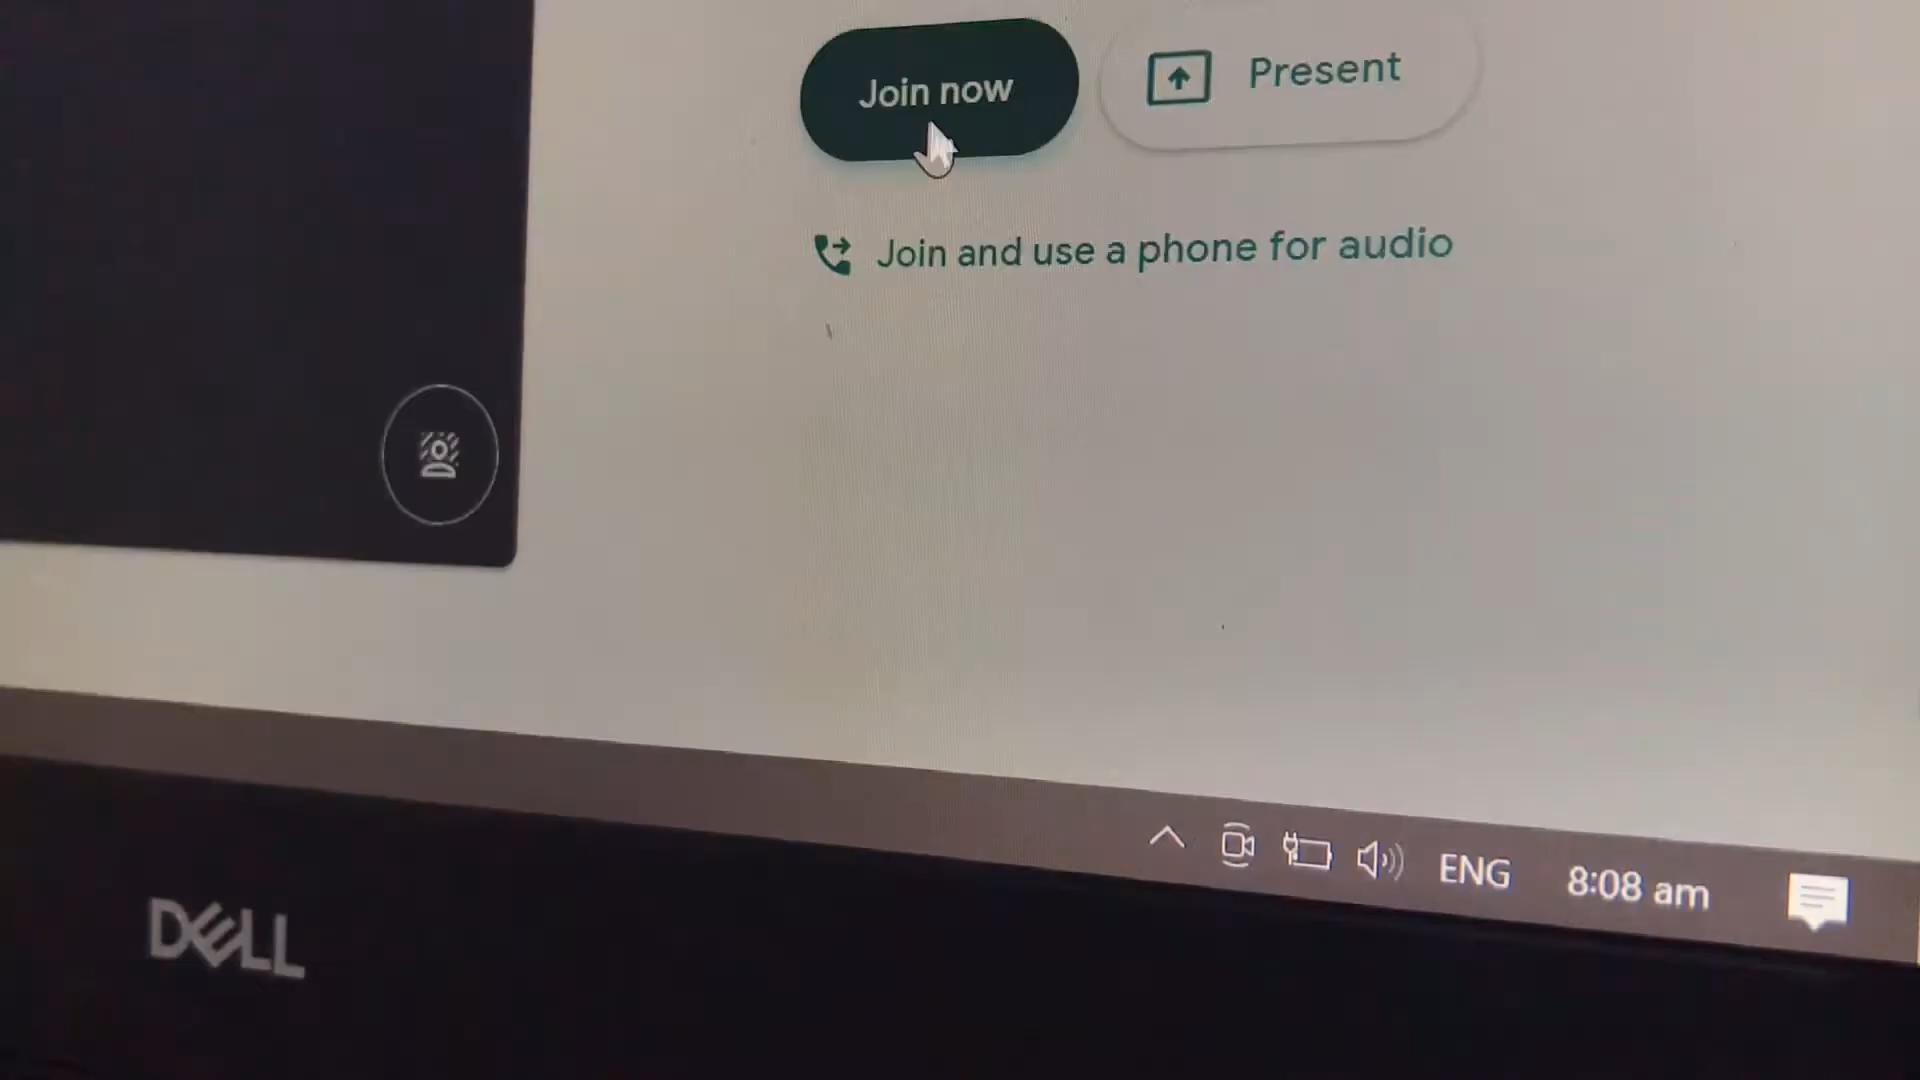 Join now
Present
Join and use a phone for audio
ENG
8:08 am
DELL